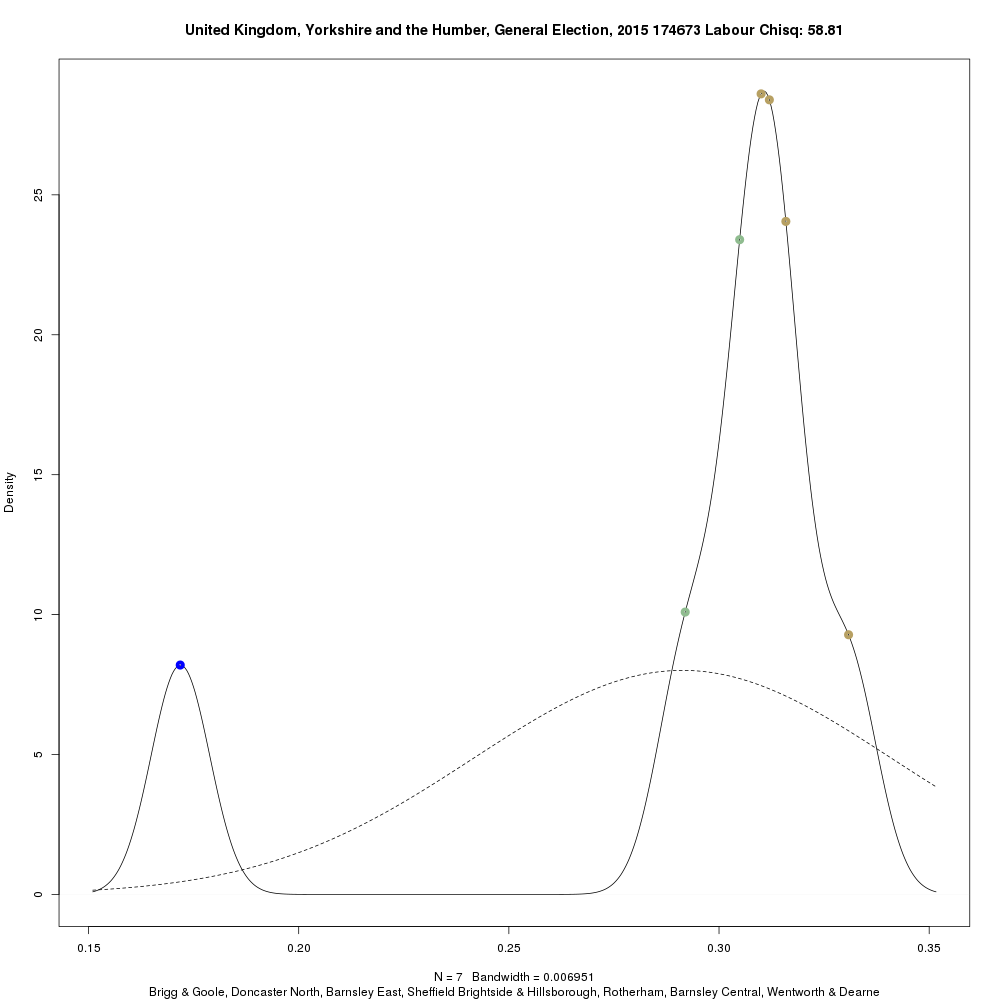 United Kingdom, Yorkshire and the Humber, General Election, 2015 174673 Labour Chisq: 58.81
Density
25
20
15
10
5
0
0.15 0.20 0.25 0.30 0.35
N = 7 Bandwidth = 0.006951
Brigg & Goole, Doncaster North, Barnsley East, Sheffield Brightside & Hillsborough, Rotherham, Barnsley Central, Wentworth & Dearne